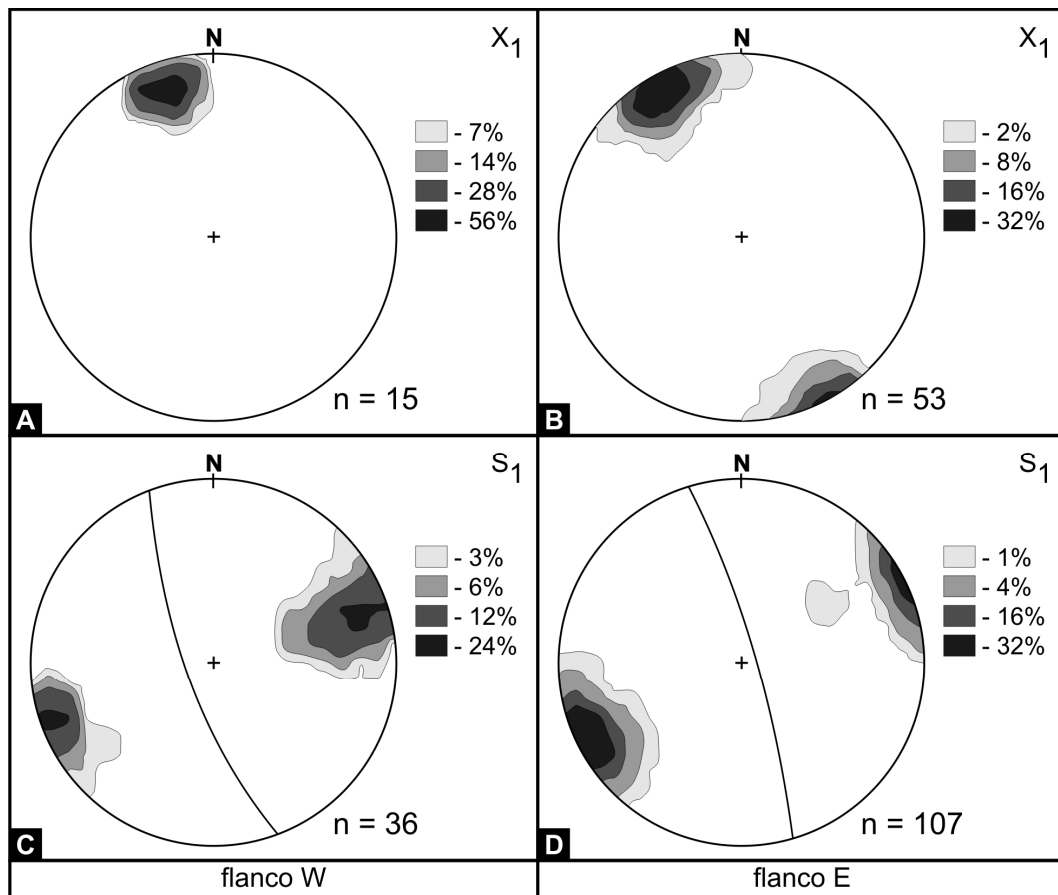 N
X1
- 7%
- 14%
- 28%
- 56%
n = 15
A
N
X1
- 2%
- 8%
- 16%
- 32%
n = 53
B
N
S1
- 3%
- 6%
- 12%
- 24%
n = 36
C
N
S1
- 1%
- 4%
- 16%
- 32%
n = 107
D
flanco W
flanco E